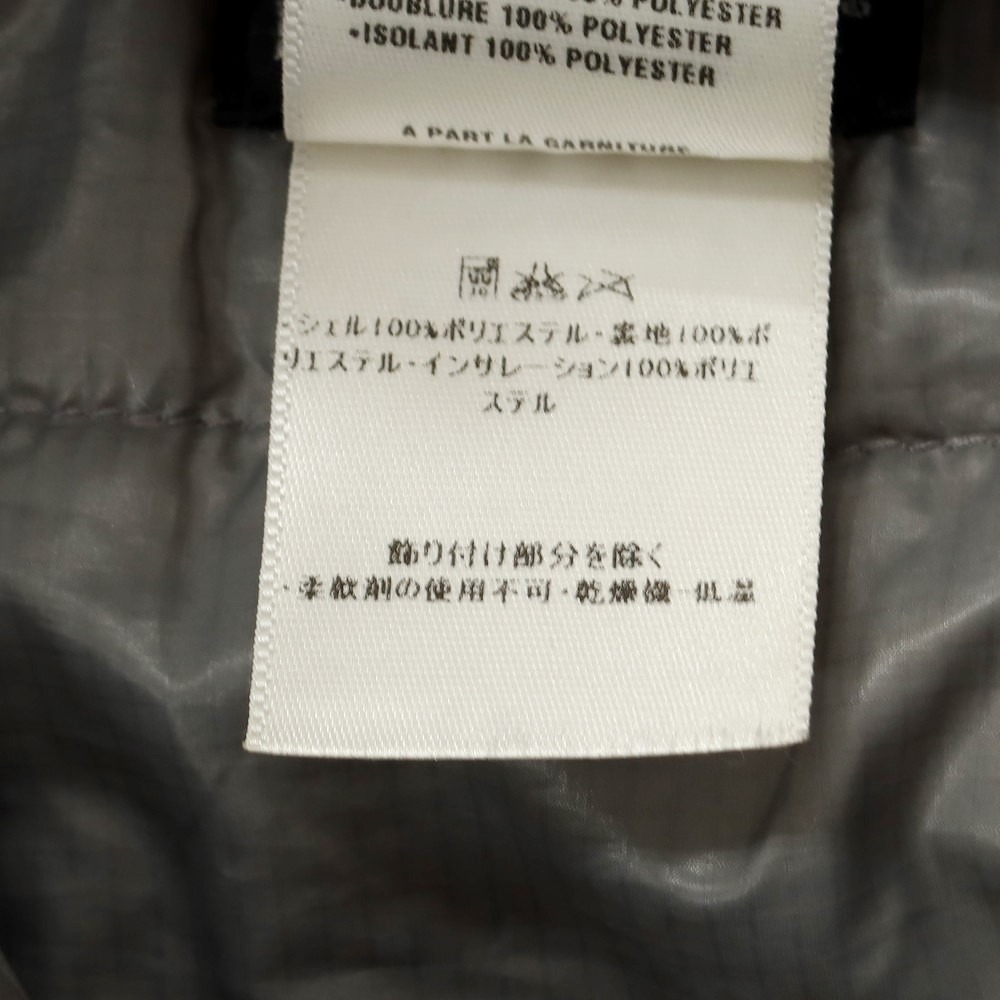 POLYESTER
DOUBLURE 100% POLYESTER
•ISOLANT 100% POLYESTER
A PART LA GARNITURE
シェル100%ポリエステル・裏地100%ポ
リエステル・インサレーション100%ポリエ
ステル
飾り付け部分を除く
・柔軟剤の使用不可・乾燥機-低温